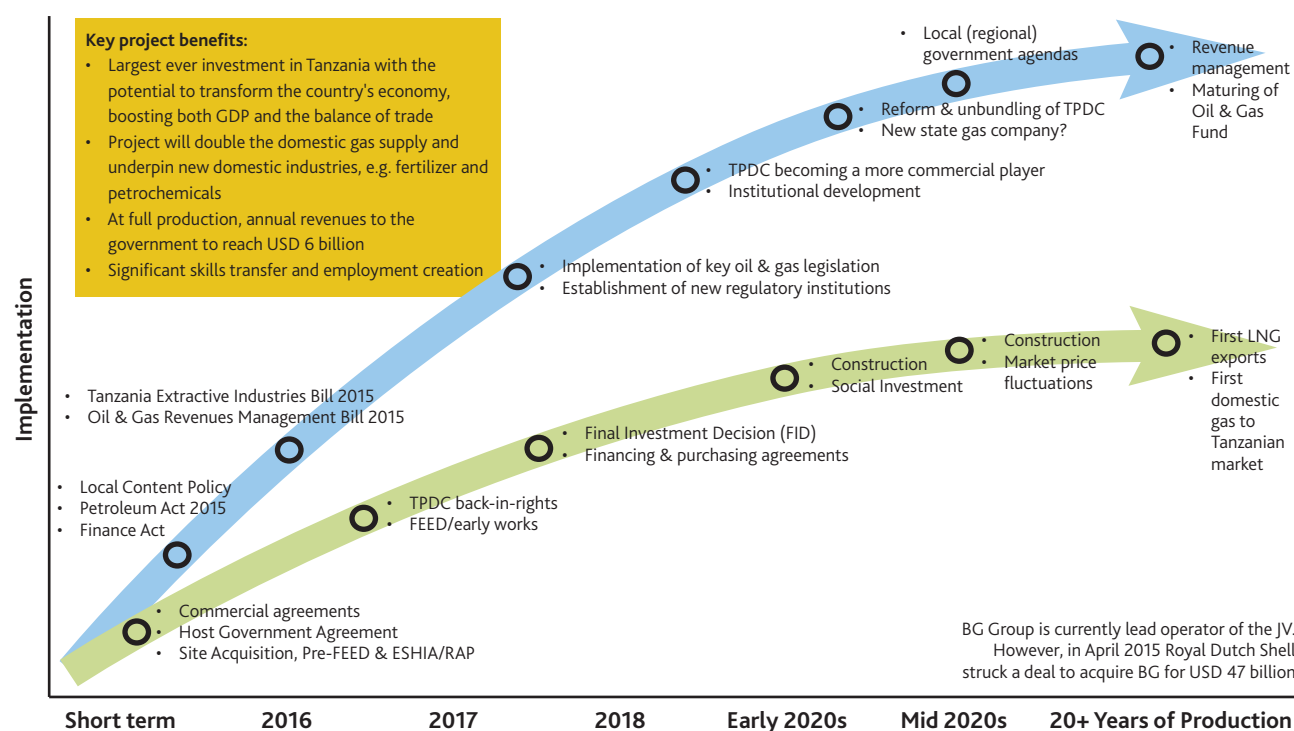 Key project benefits:
• Largest ever investment in Tanzania with the
potential to transform the country's economy,
boosting both GDP and the balance of trade
• Project will double the domestic gas supply and
underpin new domestic industries, e.g. fertilizer and
petrochemicals
• At full production, annual revenues to the
government to reach USD 6 billion
• Significant skills transfer and employment creation
• Local (regional)
government agendas
• Revenue
management
• Maturing of
Oil & Gas
Fund
• Reform & unbundling of TPDC
• New state gas company?
• TPDC becoming a more commercial player
• Institutional development
• Implementation of key oil & gas legislation
• Establishment of new regulatory institutions
• Tanzania Extractive Industries Bill 2015
• Oil & Gas Revenues Management Bill 2015
• Local Content Policy
• Petroleum Act 2015
• Finance Act
• First LNG
exports
• First
domestic
gas to
Tanzanian
market
• Construction
• Market price
fluctuations
• Construction
• Social Investment
• Final Investment Decision (FID)
• Financing & purchasing agreements
• TPDC back-in-rights
• FEED/early works
• Commercial agreements
• Host Government Agreement
• Site Acquisition, Pre-FEED & ESHIA/RAP
BG Group is currently lead operator of the JV.
However, in April 2015 Royal Dutch Shell
struck a deal to acquire BG for USD 47 billion
Implementation
Short term
2016
2017
2018
Early 2020s
Mid 2020s
20+ Years of Production